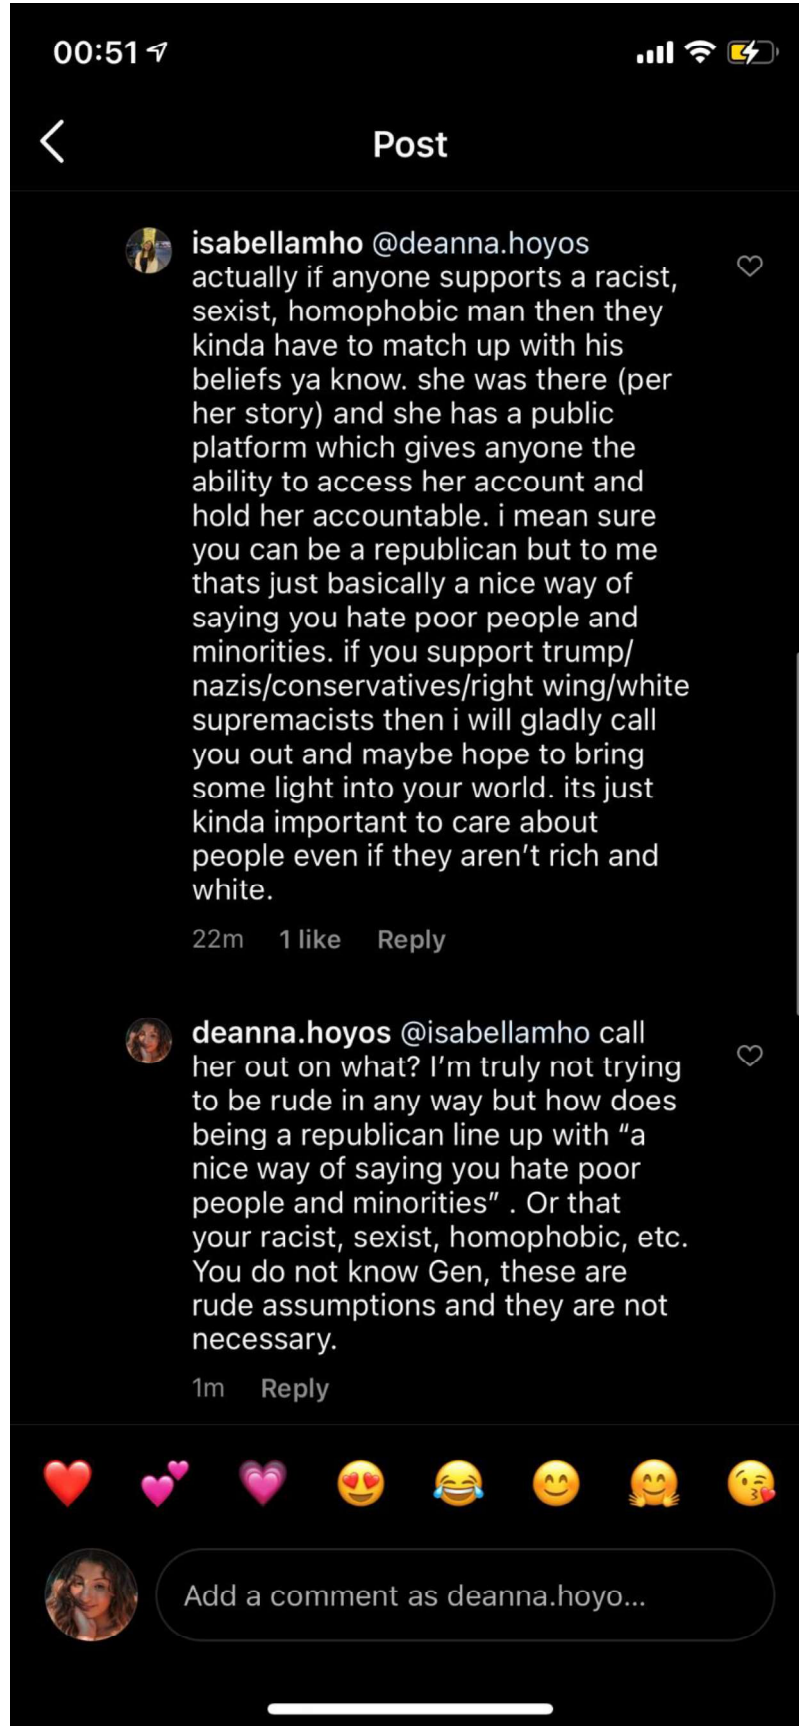 00:51
Post
isabellamho @deanna.hoyos
actually if anyone supports a racist,
sexist, homophobic man then they
kinda have to match up with his
beliefs ya know. she was there (per
her story) and she has a public
platform which gives anyone the
ability to access her account and
hold her accountable. i mean sure
you can be a republican but to me
thats just basically a nice way of
saying you hate poor people and
minorities. if you support trump/
nazis/conservatives/right wing/white
supremacists then i will gladly call
you out and maybe hope to bring
some light into your world. its just
kinda important to care about
people even if they aren’t rich and
white.
22m 1 like Reply
deanna.hoyos @isabellamho call
her out on what? I’m truly not trying
to be rude in any way but how does
being a republican line up with “a
nice way of saying you hate poor
people and minorities” . Or that
your racist, sexist, homophobic, etc.
You do not know Gen, these are
rude assumptions and they are not
necessary.
1m Reply
Add a comment as deanna.hoyo...